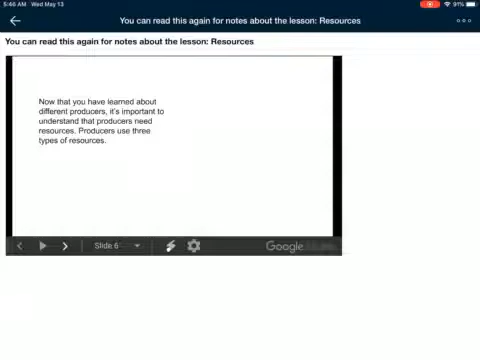 5:46 AM Wed May 13
91%
You can read this again for notes about the lesson: Resources
You can read this again for notes about the lesson: Resources
Now that you have learned about
different producers, it's important to
understand that producers need
resources. Producers use three
types of resources.
Slide 6
Google